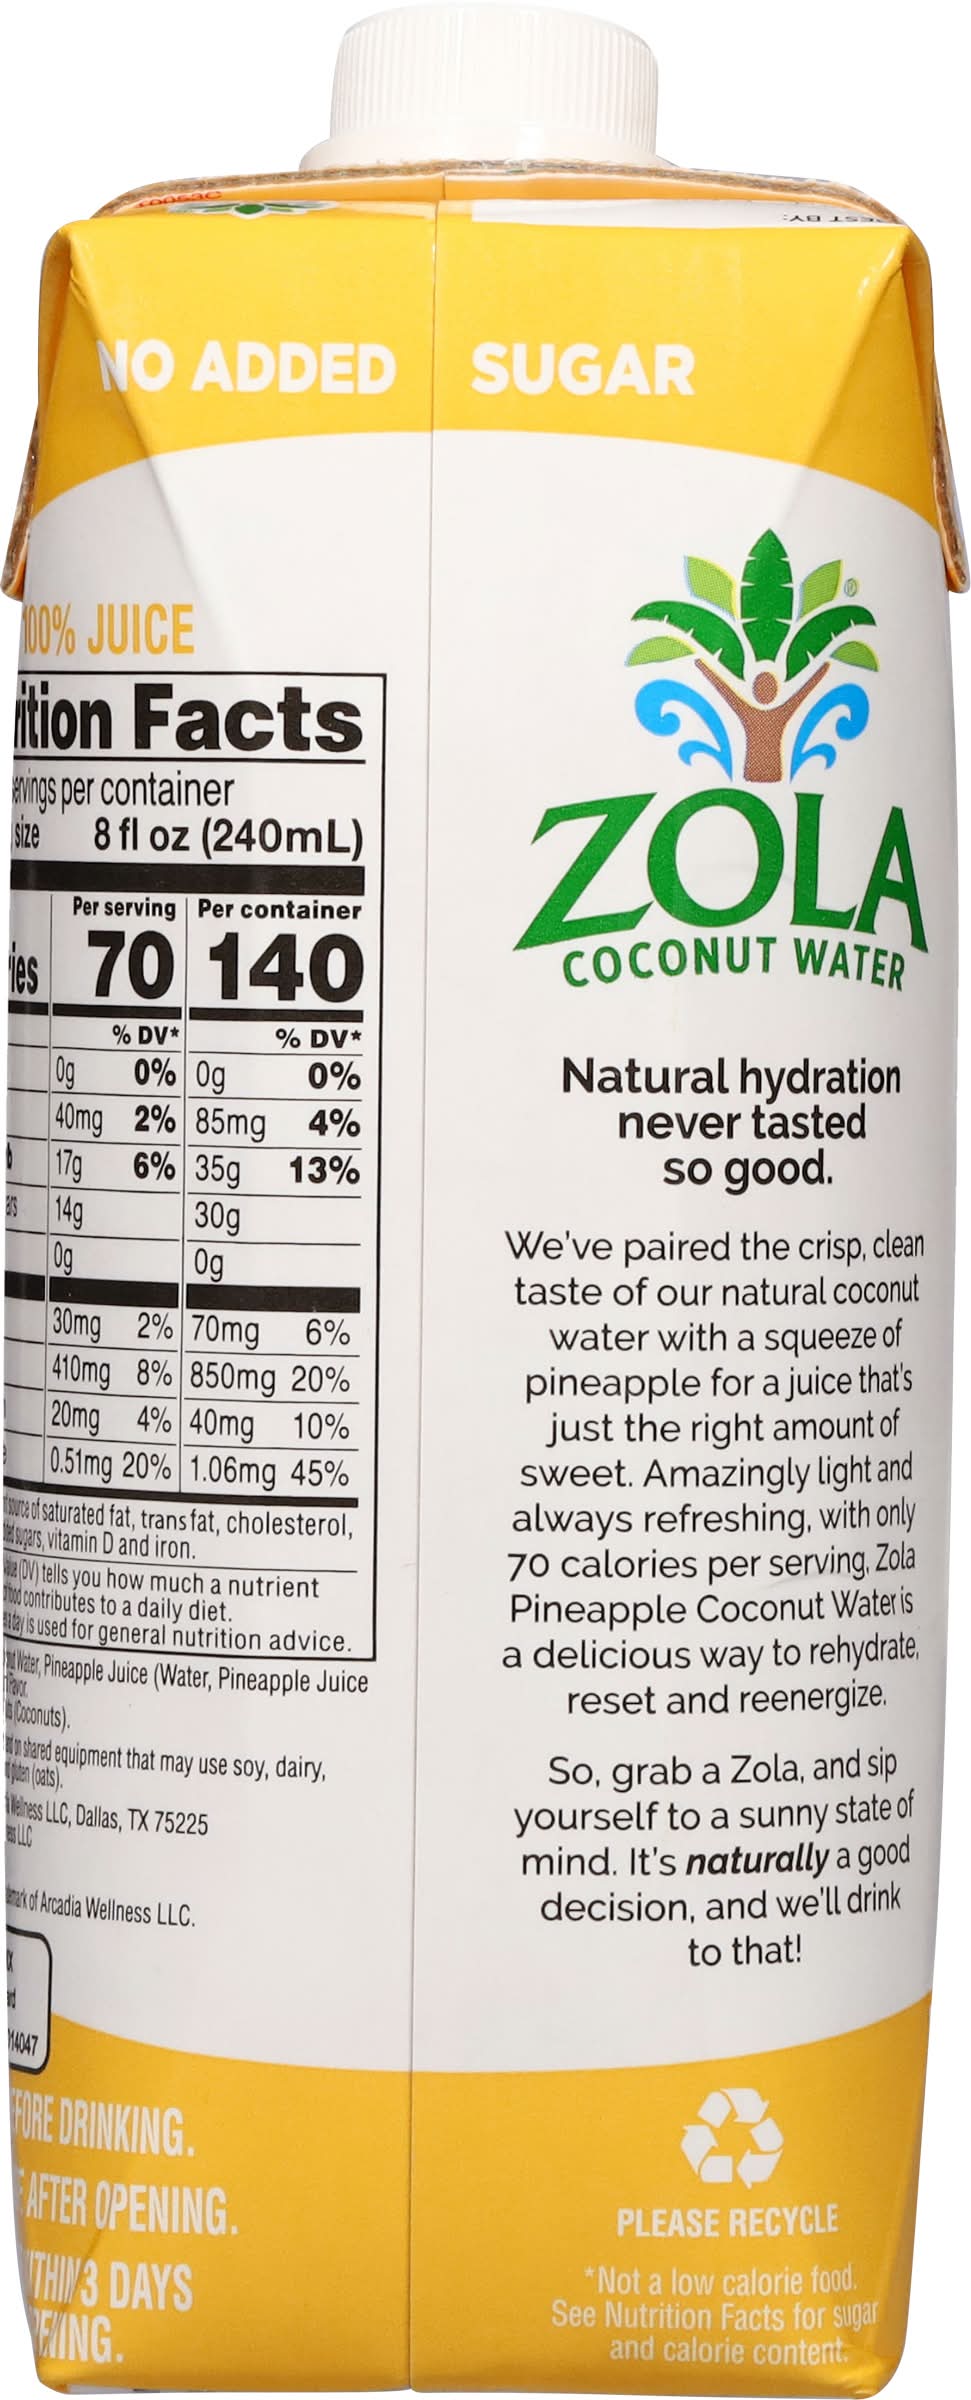 NO ADDED SUGAR
100% JUICE
Facts
per container
size 8 fl oz (240mL)
Per serving Per container
70 140
% DV* % DV*
0g 0% 0g 0%
40mg 2% 85mg 4%
17g 6% 35g 13%
14g 30g
0g 0g
30mg 2% 70mg 6%
410mg 8% 850mg 20%
20mg 4% 40mg 10%
0.51mg 20% 1.06mg 45%
source of saturated fat, trans fat, cholesterol,
sugars, vitamin D and iron.
(DV) tells you how much a nutrient
contributes to a daily diet.
a day is used for general nutrition advice.
Water, Pineapple Juice (Water, Pineapple Juice
(Coconuts).
on shared equipment that may use soy, dairy,
gluten (oats).
Wellness LLC, Dallas, TX 75225
LLC
of Arcadia Wellness LLC.
14047
DRINKING.
AFTER OPENING.
3 DAYS
ZOLA
®
COCONUT WATER
Natural hydration
never tasted
so good.
We've paired the crisp, clean
taste of our natural coconut
water with a squeeze of
pineapple for a juice that's
just the right amount of
sweet. Amazingly light and
always refreshing, with only
70 calories per serving, Zola
Pineapple Coconut Water is
a delicious way to rehydrate,
reset and reenergize.
So, grab a Zola, and sip
yourself to a sunny state of
mind. It's naturally a good
decision, and we'll drink
to that!
PLEASE RECYCLE
*Not a low calorie food.
See Nutrition Facts for sugar
and calorie content.